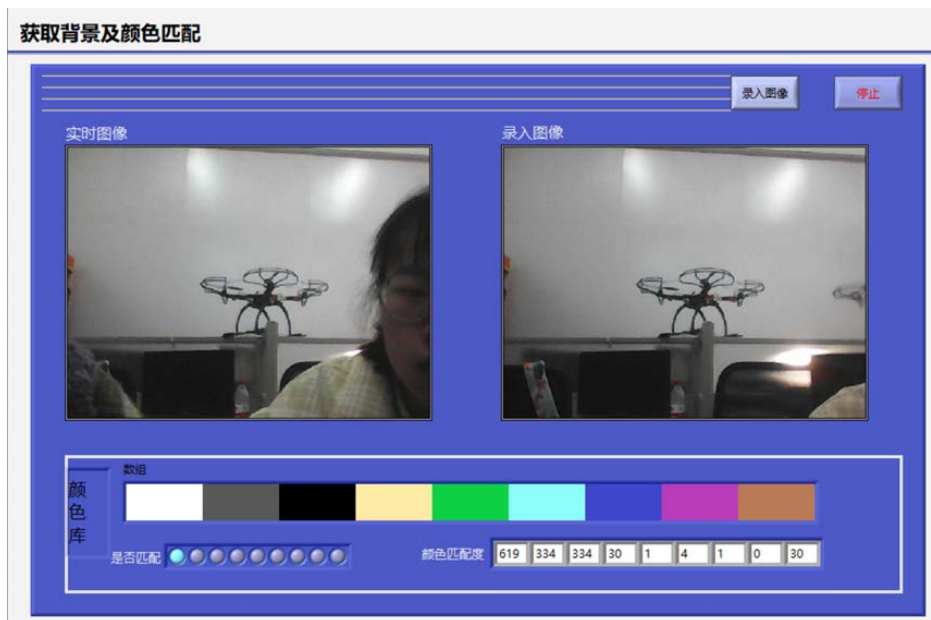 获取背景及颜色匹配
录入图像 停止
实时图像 录入图像
颜色库
数组
是否匹配 颜色匹配度 619 334 334 30 1 4 1 0 30